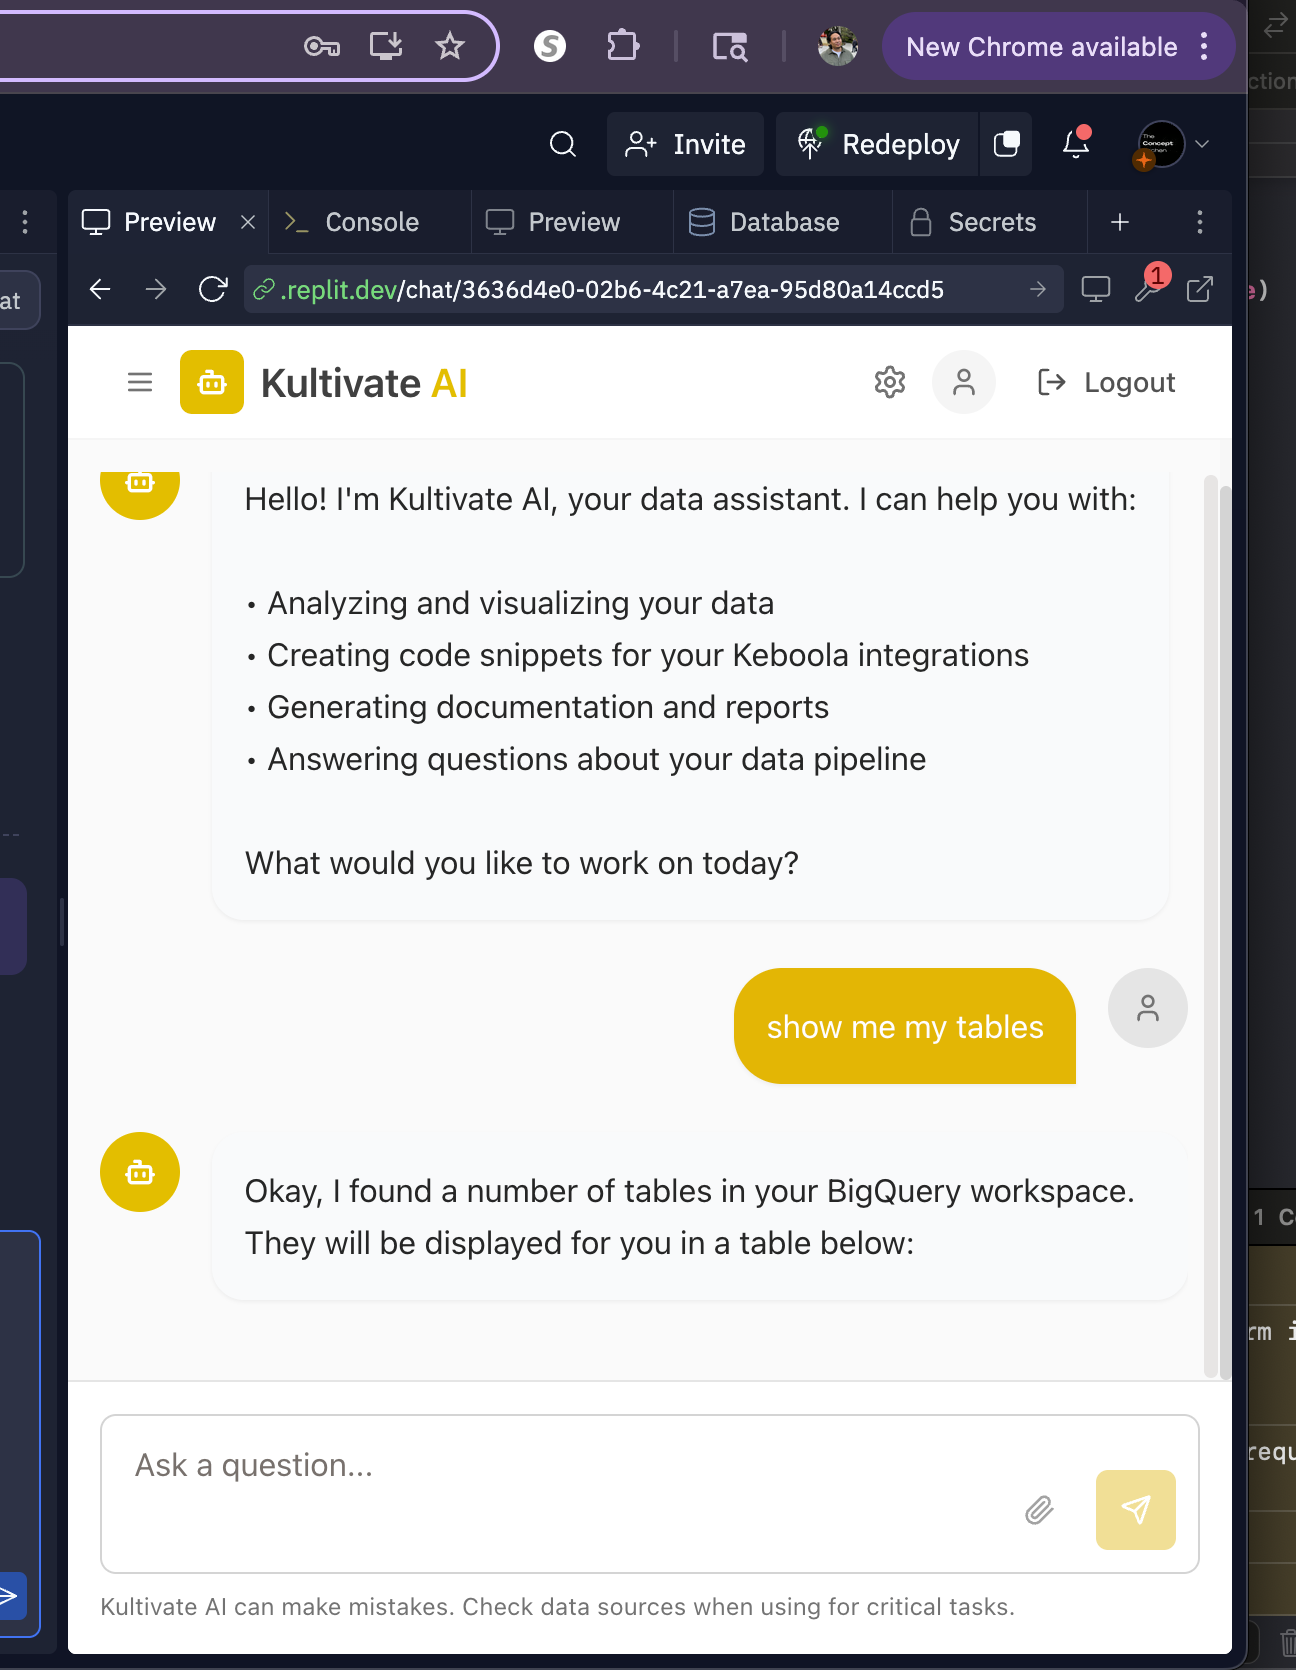 New Chrome available
ction
Invite
Redeploy
The
Concept
Preview
Console
Preview
Database
Secrets
at
.replit.dev/chat/3636d4e0-02b6-4c21-a7ea-95d80a14ccd5
1
e)
Kultivate AI
Logout
Hello! I'm Kultivate AI, your data assistant. I can help you with:
• Analyzing and visualizing your data
• Creating code snippets for your Keboola integrations
• Generating documentation and reports
• Answering questions about your data pipeline
What would you like to work on today?
show me my tables
Okay, I found a number of tables in your BigQuery workspace.
They will be displayed for you in a table below:
1 C
rm i
requ
Ask a question...
Kultivate AI can make mistakes. Check data sources when using for critical tasks.